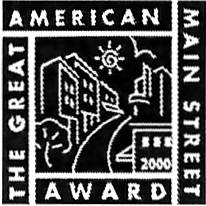 THE GREAT
AMERICAN
MAIN STREET
AWARD
2000